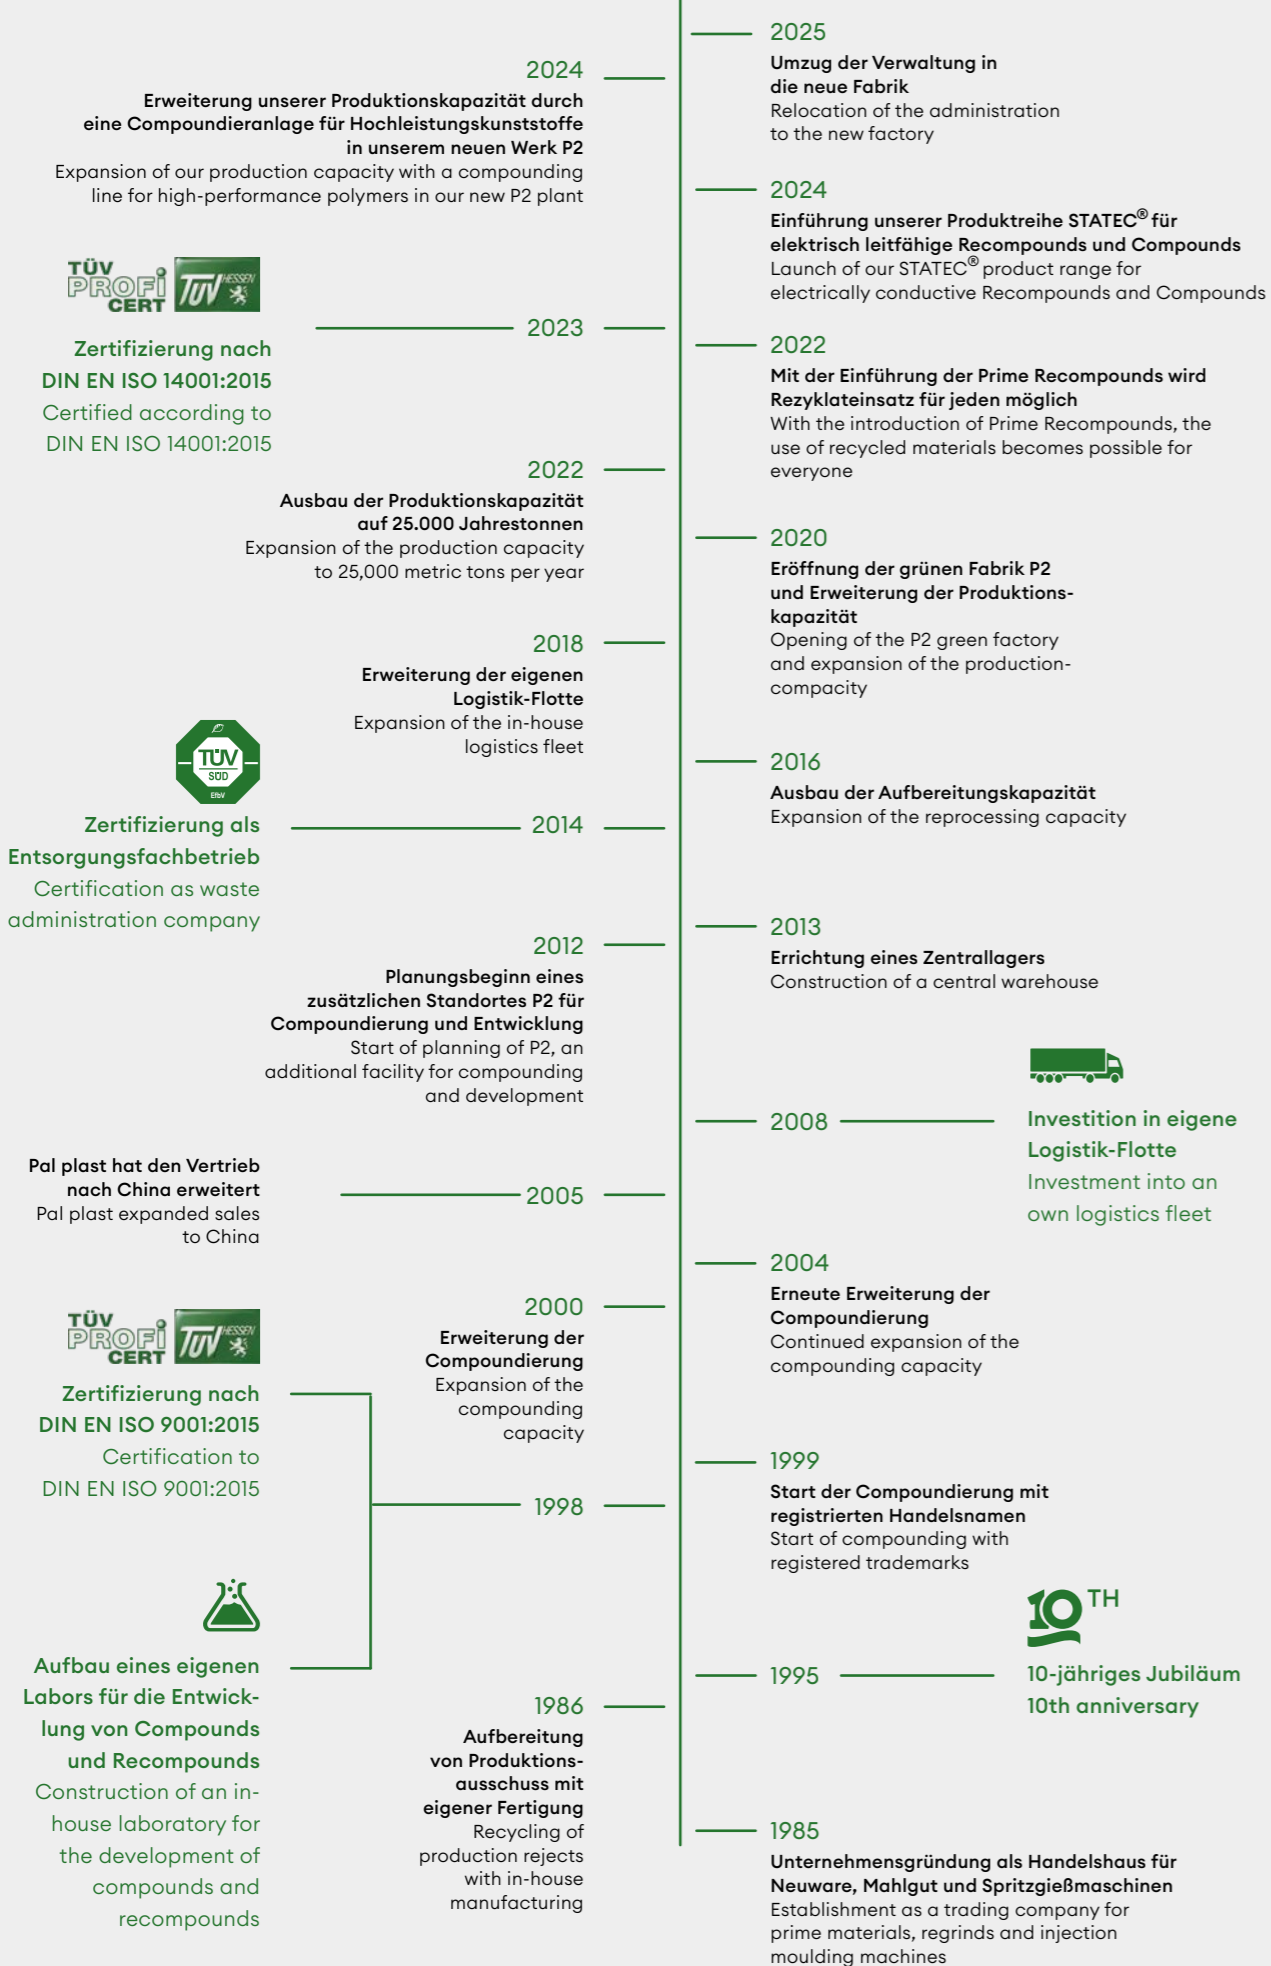 2025
Umzug der Verwaltung in
die neue Fabrik
Relocation of the administration
to the new factory
2024
Erweiterung unserer Produktionskapazität durch
eine Compoundieranlage für Hochleistungskunststoffe
in unserem neuen Werk P2
Expansion of our production capacity with a compounding
line for high-performance polymers in our new P2 plant
2024
Einführung unserer Produktreihe STATEC® für
elektrisch leitfähige Recompounds und Compounds
Launch of our STATEC® product range for
electrically conductive Recompounds and Compounds
TÜV
PROFi
CERT
TÜV HESSEN
2023
Zertifizierung nach
DIN EN ISO 14001:2015
Certified according to
DIN EN ISO 14001:2015
2022
Mit der Einführung der Prime Recompounds wird
Rezyklateinsatz für jeden möglich
With the introduction of Prime Recompounds, the
use of recycled materials becomes possible for
everyone
2022
Ausbau der Produktionskapazität
auf 25.000 Jahrestonnen
Expansion of the production capacity
to 25,000 metric tons per year
2020
Eröffnung der grünen Fabrik P2
und Erweiterung der Produktions-
kapazität
Opening of the P2 green factory
and expansion of the production-
compacity
2018
Erweiterung der eigenen
Logistik-Flotte
Expansion of the in-house
logistics fleet
2016
Ausbau der Aufbereitungskapazität
Expansion of the reprocessing capacity
TÜV
SÜD
EfbV
2014
Zertifizierung als
Entsorgungsfachbetrieb
Certification as waste
administration company
2013
Errichtung eines Zentrallagers
Construction of a central warehouse
2012
Planungsbeginn eines
zusätzlichen Standortes P2 für
Compoundierung und Entwicklung
Start of planning of P2, an
additional facility for compounding
and development
2008
Investition in eigene
Logistik-Flotte
Investment into an
own logistics fleet
2005
Pal plast hat den Vertrieb
nach China erweitert
Pal plast expanded sales
to China
2004
Erneute Erweiterung der
Compoundierung
Continued expansion of the
compounding capacity
2000
Erweiterung der
Compoundierung
Expansion of the
compounding
capacity
1999
Start der Compoundierung mit
registrierten Handelsnamen
Start of compounding with
registered trademarks
TÜV
PROFi
CERT
TÜV HESSEN
Zertifizierung nach
DIN EN ISO 9001:2015
Certification to
DIN EN ISO 9001:2015
1998
Aufbau eines eigenen
Labors für die Entwick-
lung von Compounds
und Recompounds
Construction of an in-
house laboratory for
the development of
compounds and
recompounds
10 TH
1995
10-jähriges Jubiläum
10th anniversary
1986
Aufbereitung
von Produktions-
ausschuss mit
eigener Fertigung
Recycling of
production rejects
with in-house
manufacturing
1985
Unternehmensgründung als Handelshaus für
Neuware, Mahlgut und Spritzgießmaschinen
Establishment as a trading company for
prime materials, regrinds and injection
moulding machines